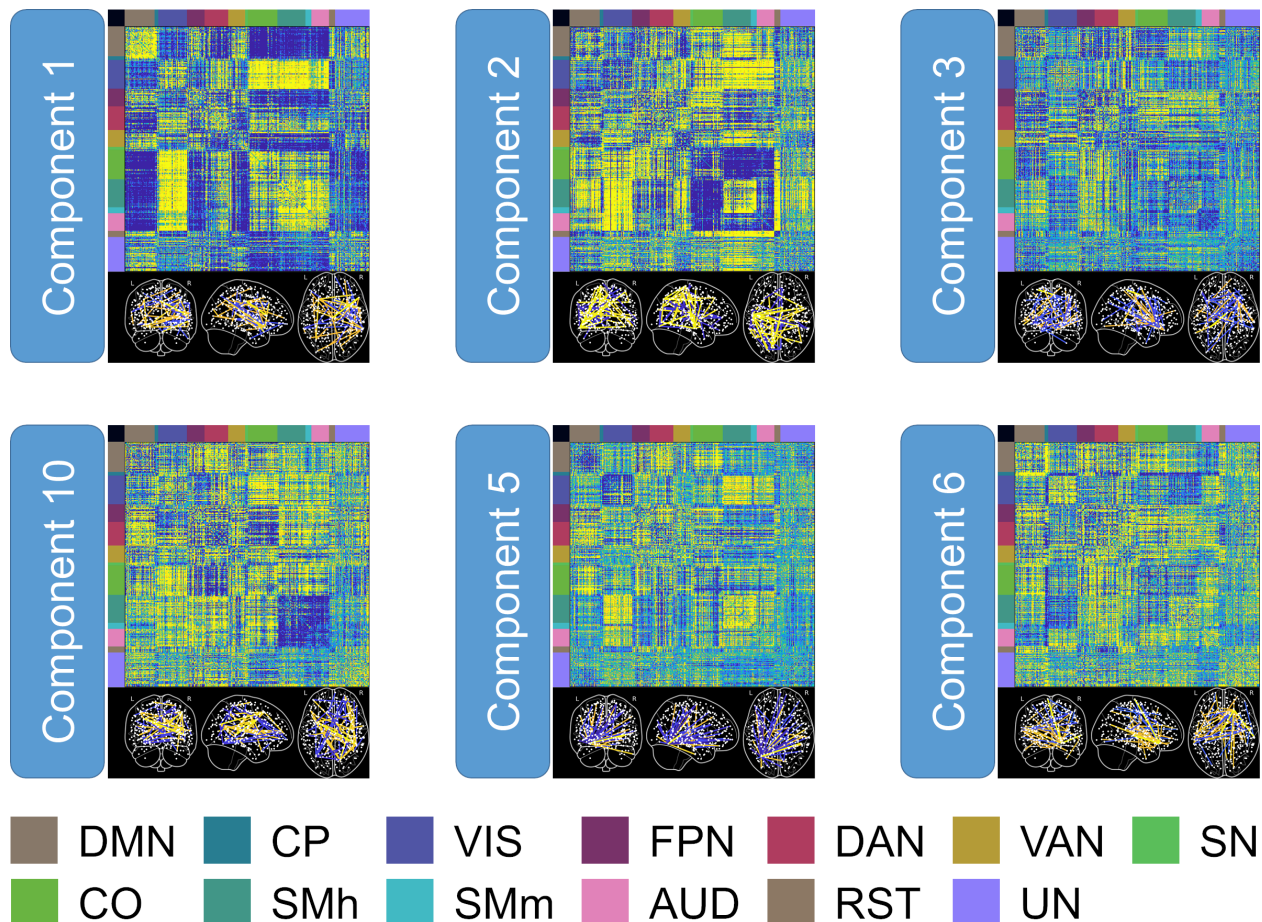 Component 1
L R L R
Component 2
L R L R
Component 3
L R L R
Component 10
L R L R
Component 5
L R L R
Component 6
L R L R
DMN CP VIS FPN DAN VAN SN
CO SMh SMm AUD RST UN